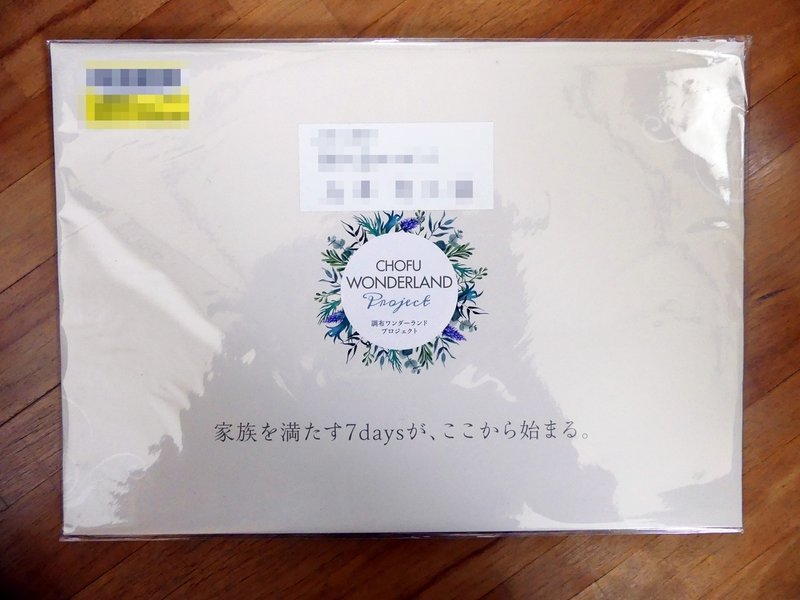 CHOFU
WONDERLAND
Project
調布ワンダーランド
プロジェクト
家族を満たす7daysが、ここから始まる。